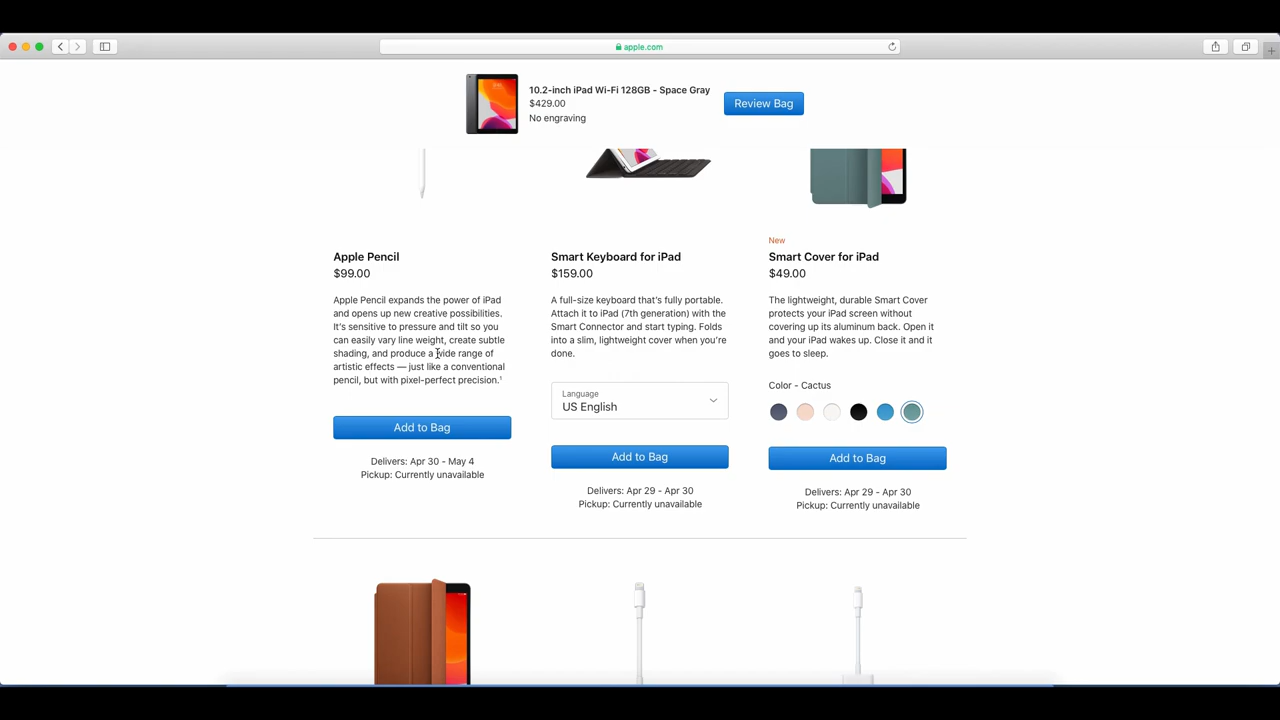 apple.com
10.2-inch iPad Wi-Fi 128GB - Space Gray
$429.00
No engraving
Review Bag
Apple Pencil
$99.00
Apple Pencil expands the power of iPad
and opens up new creative possibilities.
It's sensitive to pressure and tilt so you
can easily vary line weight, create subtle
shading, and produce a wide range of
artistic effects — just like a conventional
pencil, but with pixel-perfect precision.¹
Add to Bag
Delivers: Apr 30 - May 4
Pickup: Currently unavailable
Smart Keyboard for iPad
$159.00
A full-size keyboard that's fully portable.
Attach it to iPad (7th generation) with the
Smart Connector and start typing. Folds
into a slim, lightweight cover when you're
done.
Language
US English
Add to Bag
Delivers: Apr 29 - Apr 30
Pickup: Currently unavailable
New
Smart Cover for iPad
$49.00
The lightweight, durable Smart Cover
protects your iPad screen without
covering up its aluminum back. Open it
and your iPad wakes up. Close it and it
goes to sleep.
Color - Cactus
Add to Bag
Delivers: Apr 29 - Apr 30
Pickup: Currently unavailable